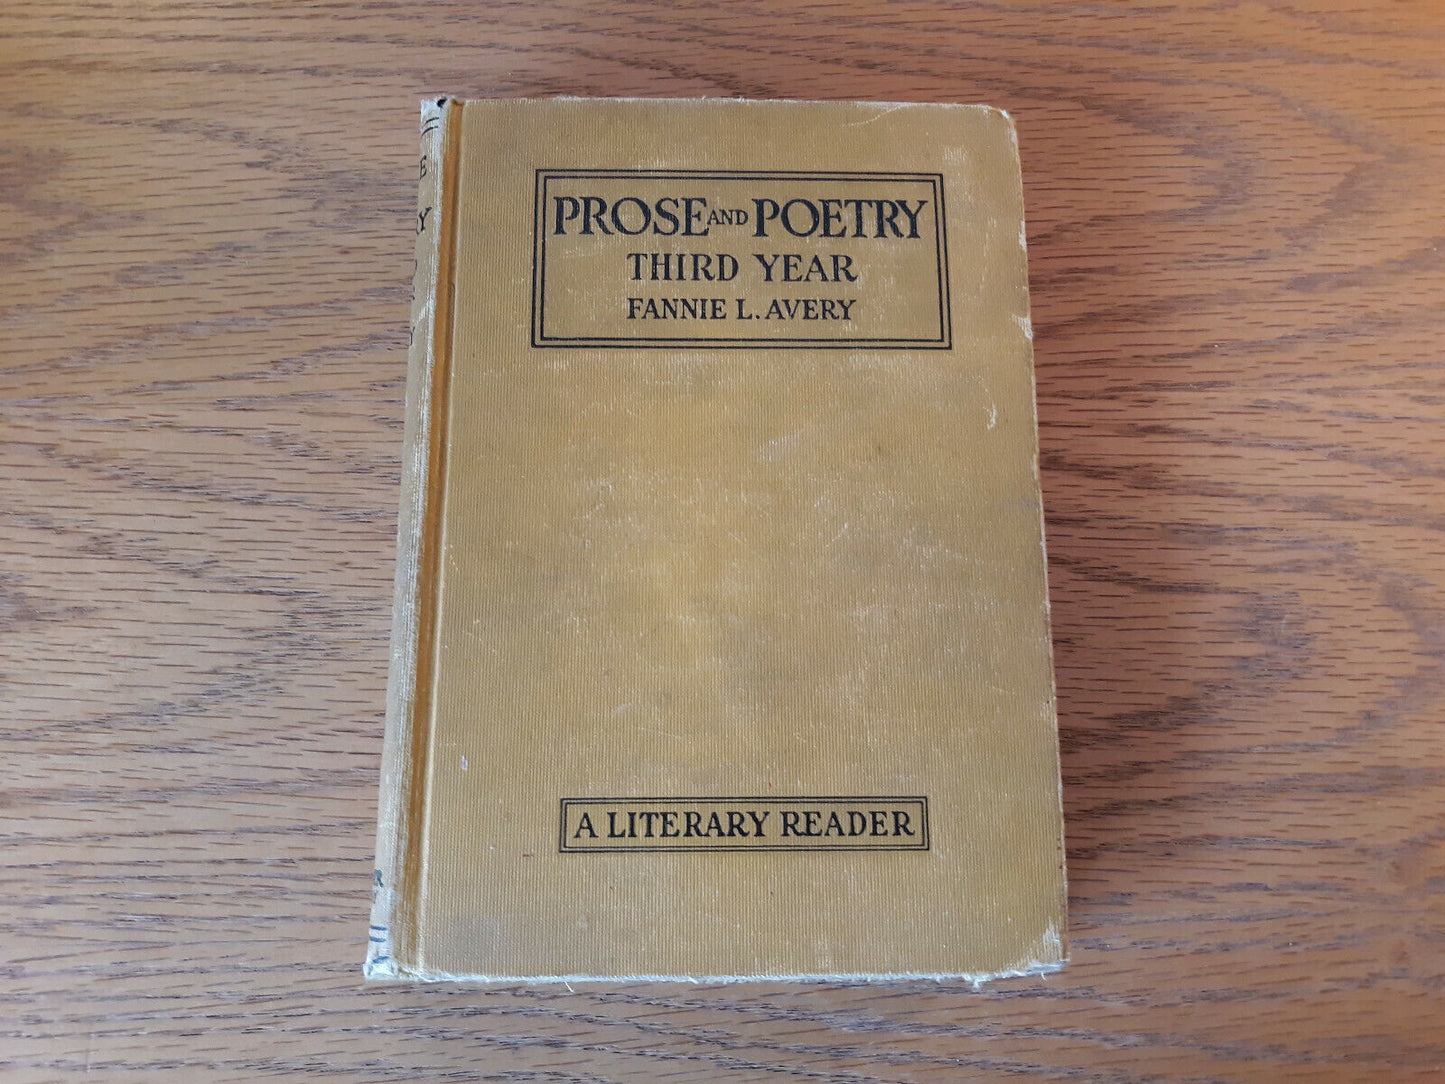 PROSE AND POETRY
THIRD YEAR
FANNIE L. AVERY
A LITERARY READER